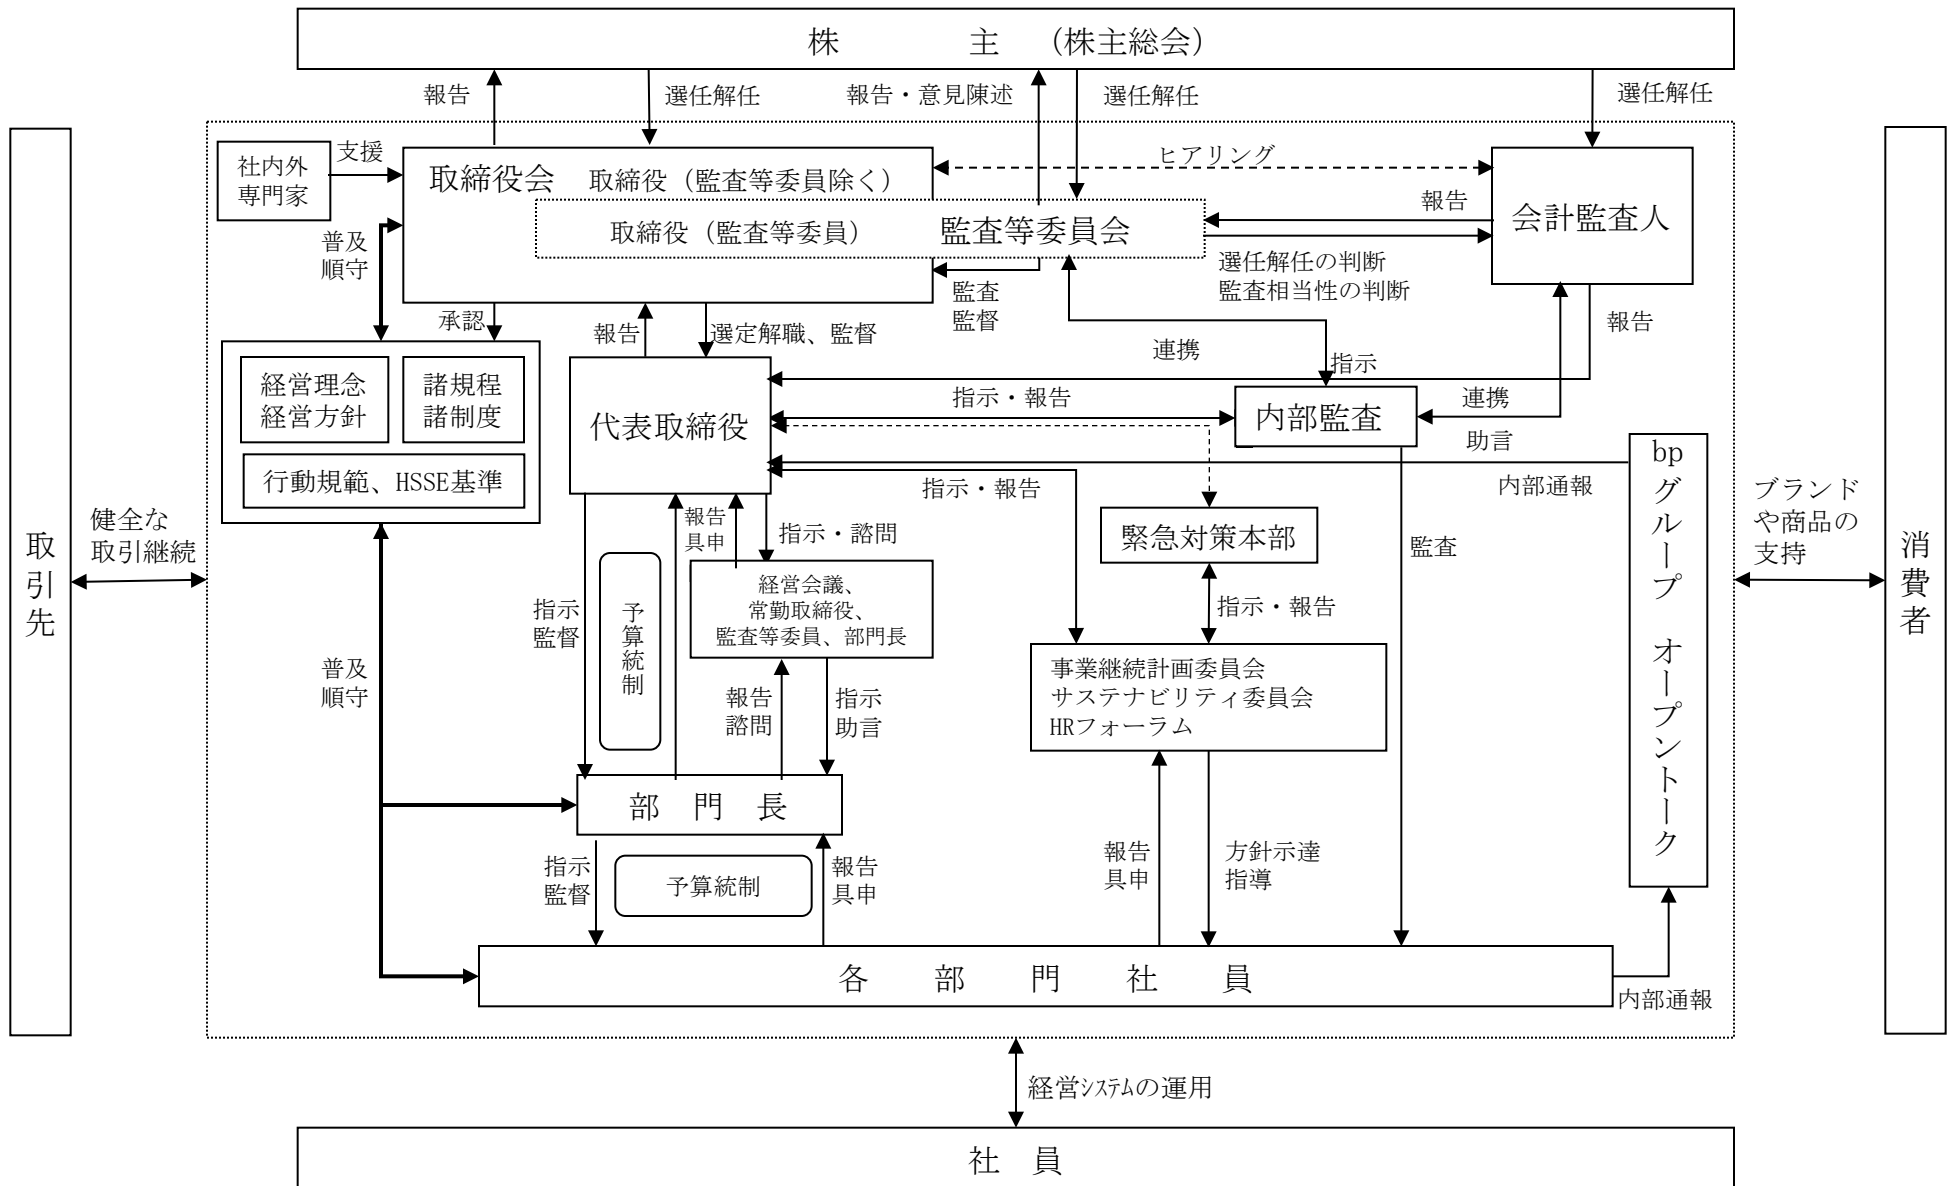 株　主　（株主総会）
報告
選任解任
報告・意見陳述
選任解任
選任解任
社内外
専門家
支援
取締役会　取締役（監査等委員除く）
取締役（監査等委員）　監査等委員会
ヒアリング
会計監査人
報告
選任解任の判断
監査相当性の判断
普及
順守
監査
監督
承認
報告
選定解職、監督
連携
指示
報告
経営理念
経営方針
諸規程
諸制度
行動規範、HSSE基準
代表取締役
指示・報告
内部監査
連携
助言
指示・報告
内部通報
bpグループ　オープントーク
取引先
健全な
取引継続
ブランド
や商品の
支持
消費者
報告
具申
指示・諮問
緊急対策本部
監査
指示
監督
予算統制
経営会議、
常勤取締役、
監査等委員、部門長
指示・報告
普及
順守
報告
諮問
指示
助言
事業継続計画委員会
サステナビリティ委員会
HRフォーラム
部　門　長
指示
監督
予算統制
報告
具申
報告
具申
方針示達
指導
各　部　門　社　員
内部通報
経営ｼｽﾃﾑの運用
社　員